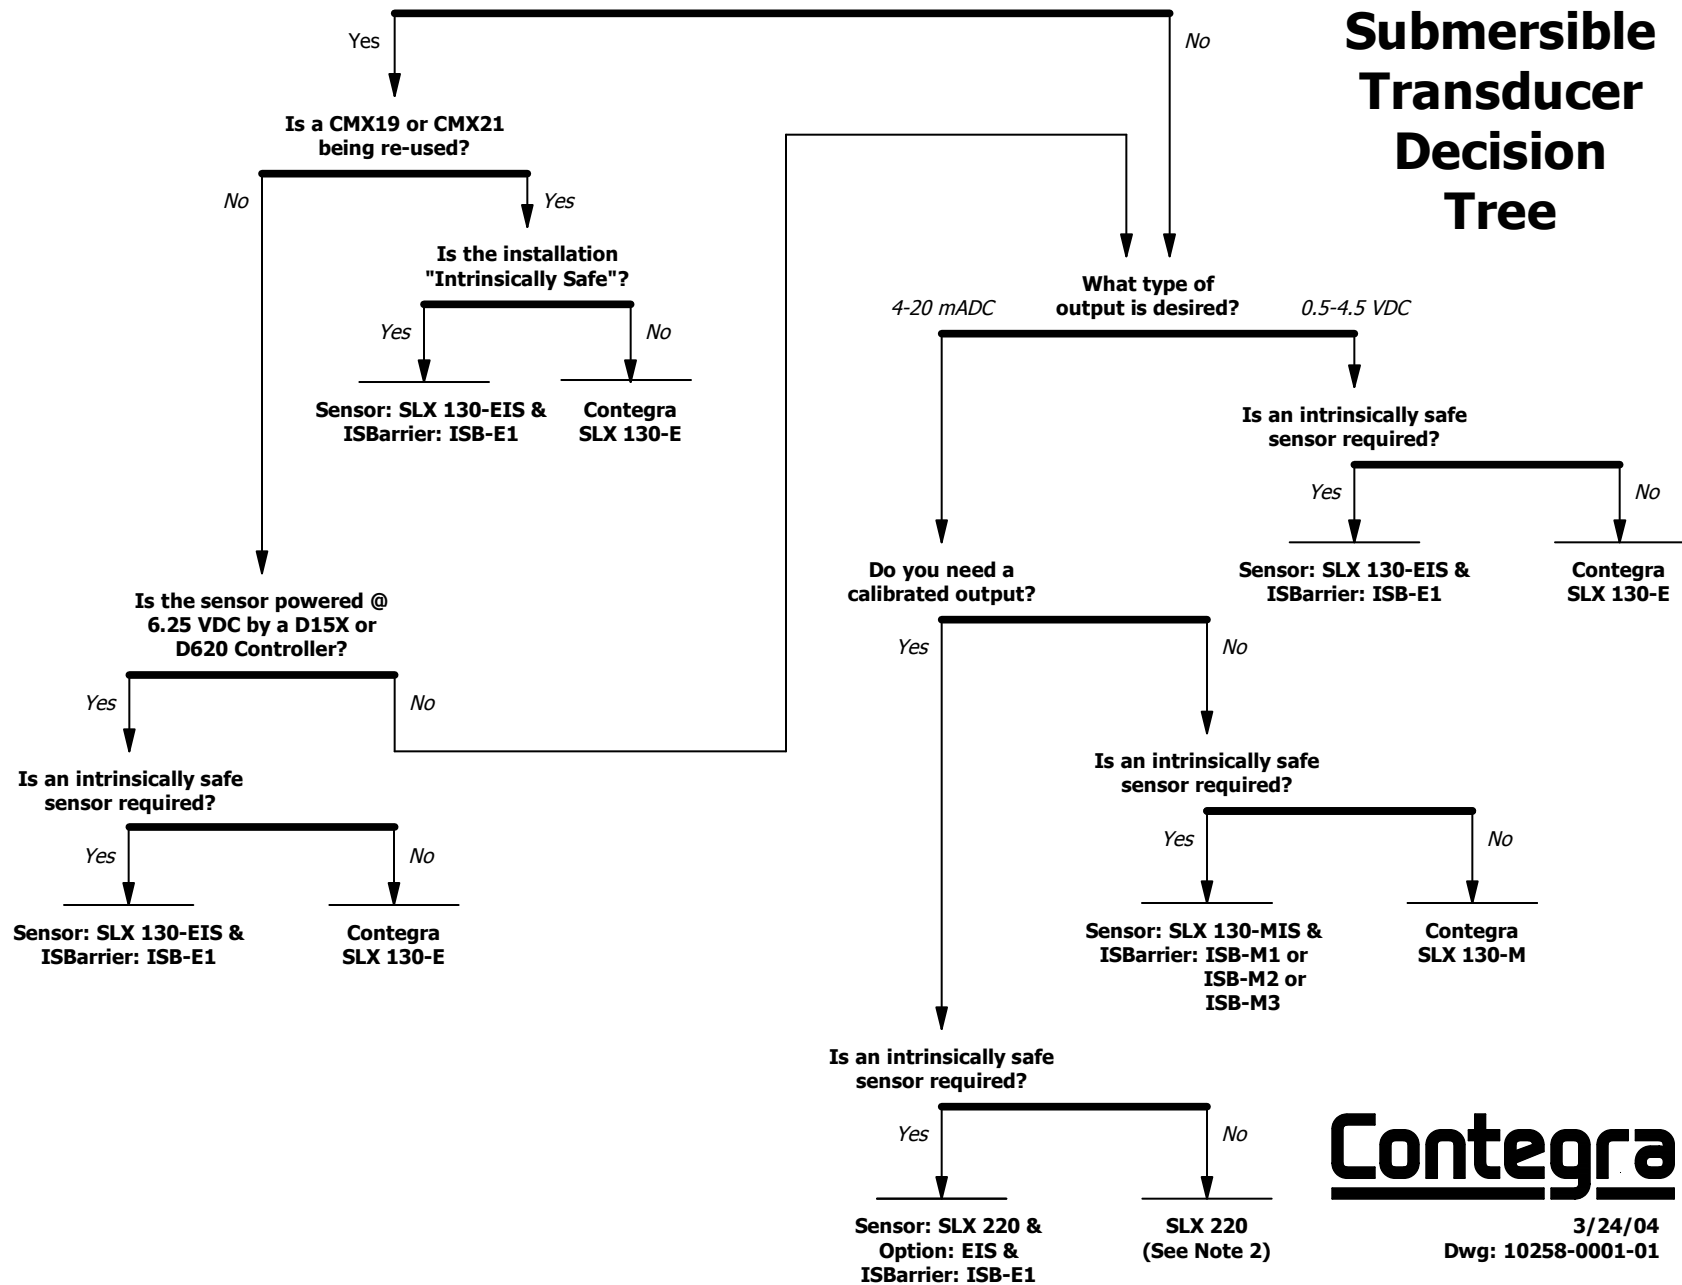 Submersible
Transducer
Decision
Tree
Yes
No
Is a CMX19 or CMX21
being re-used?
No
Yes
Is the installation
"Intrinsically Safe"?
Yes
No
Sensor: SLX 130-EIS &
ISBarrier: ISB-E1
Contegra
SLX 130-E
Is the sensor powered @
6.25 VDC by a D15X or
D620 Controller?
Yes
No
Is an intrinsically safe
sensor required?
Yes
No
Sensor: SLX 130-EIS &
ISBarrier: ISB-E1
Contegra
SLX 130-E
What type of
output is desired?
4-20 mADC
0.5-4.5 VDC
Is an intrinsically safe
sensor required?
Yes
No
Sensor: SLX 130-EIS &
ISBarrier: ISB-E1
Contegra
SLX 130-E
Do you need a
calibrated output?
Yes
No
Is an intrinsically safe
sensor required?
Yes
No
Sensor: SLX 130-MIS &
ISBarrier: ISB-M1 or
ISB-M2 or
ISB-M3
Contegra
SLX 130-M
Is an intrinsically safe
sensor required?
Yes
No
Sensor: SLX 220 &
Option: EIS &
ISBarrier: ISB-E1
SLX 220
(See Note 2)
Contegra
3/24/04
Dwg: 10258-0001-01